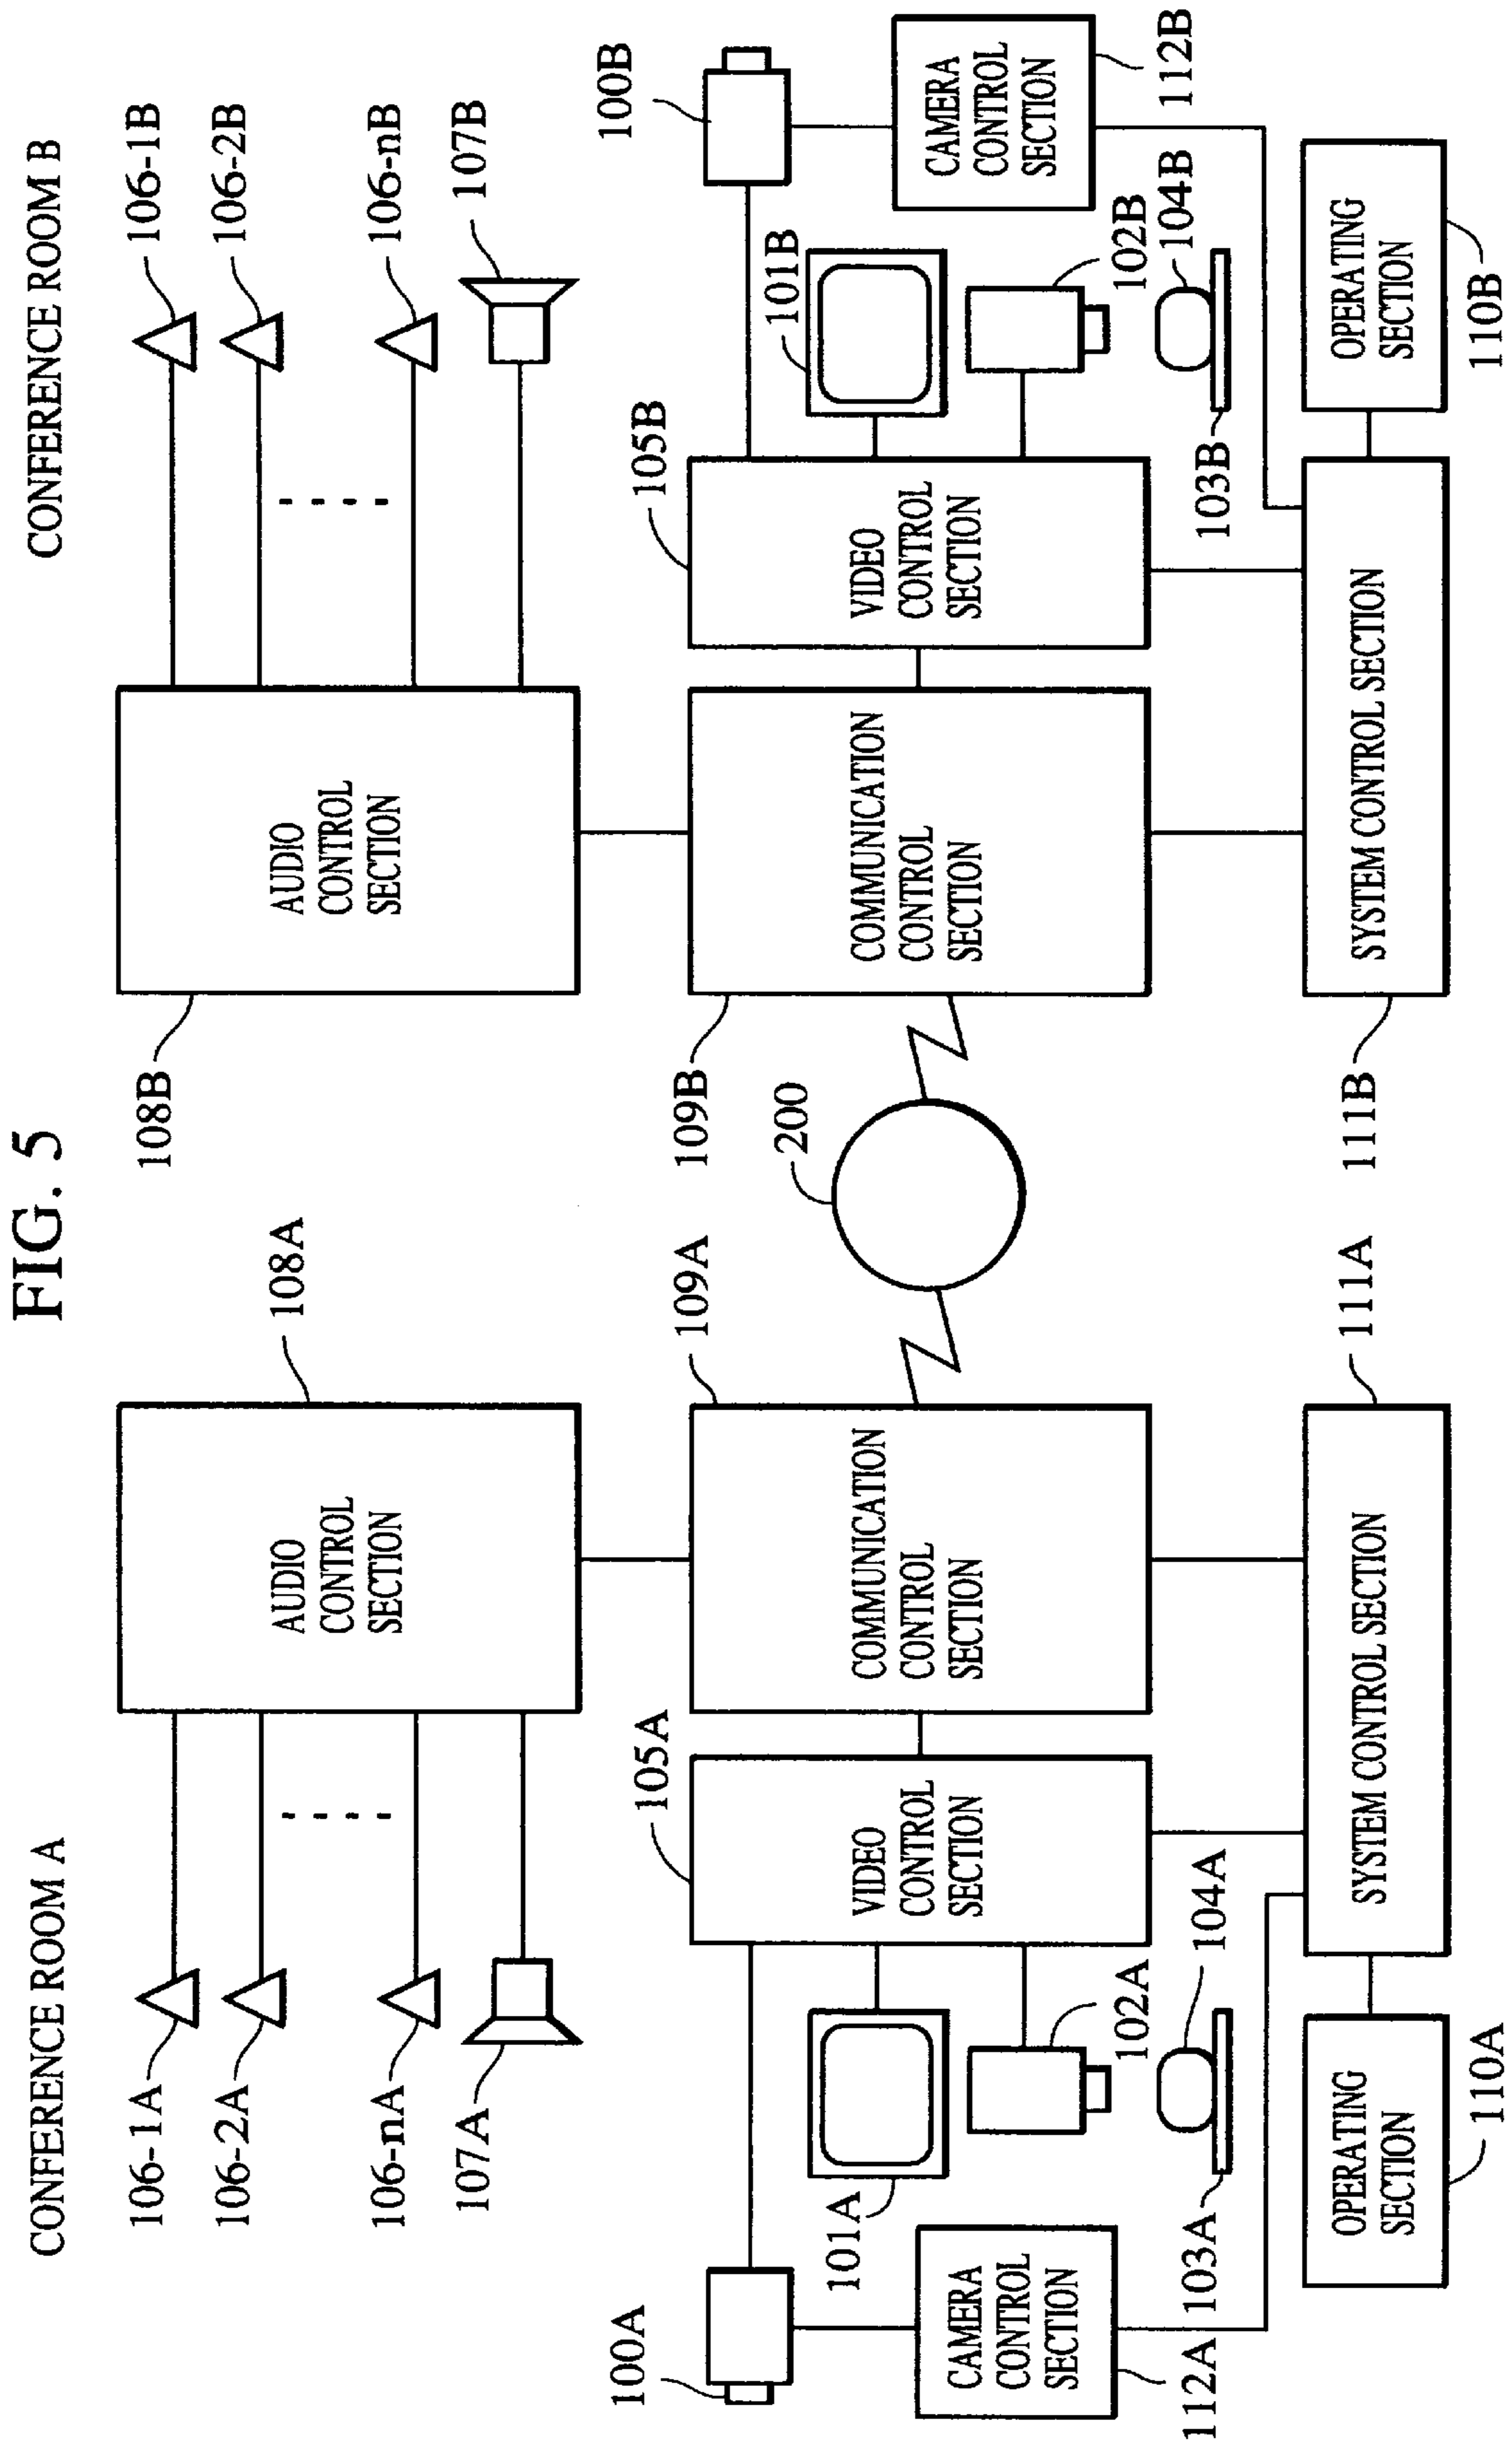 FIG. 5
CONFERENCE ROOM A
CONFERENCE ROOM B
106-1A
106-2A
106-nA
107A
108A
AUDIO
CONTROL
SECTION
108B
AUDIO
CONTROL
SECTION
106-1B
106-2B
106-nB
107B
100A
105A
109A
109B
105B
100B
101A
200
101B
CAMERA
CONTROL
SECTION
112A
VIDEO
CONTROL
SECTION
COMMUNICATION
CONTROL
SECTION
COMMUNICATION
CONTROL
SECTION
VIDEO
CONTROL
SECTION
CAMERA
CONTROL
SECTION
112B
102A
102B
103A
104A
103B
104B
111A
111B
OPERATING
SECTION
SYSTEM CONTROL SECTION
SYSTEM CONTROL SECTION
OPERATING
SECTION
110A
110B